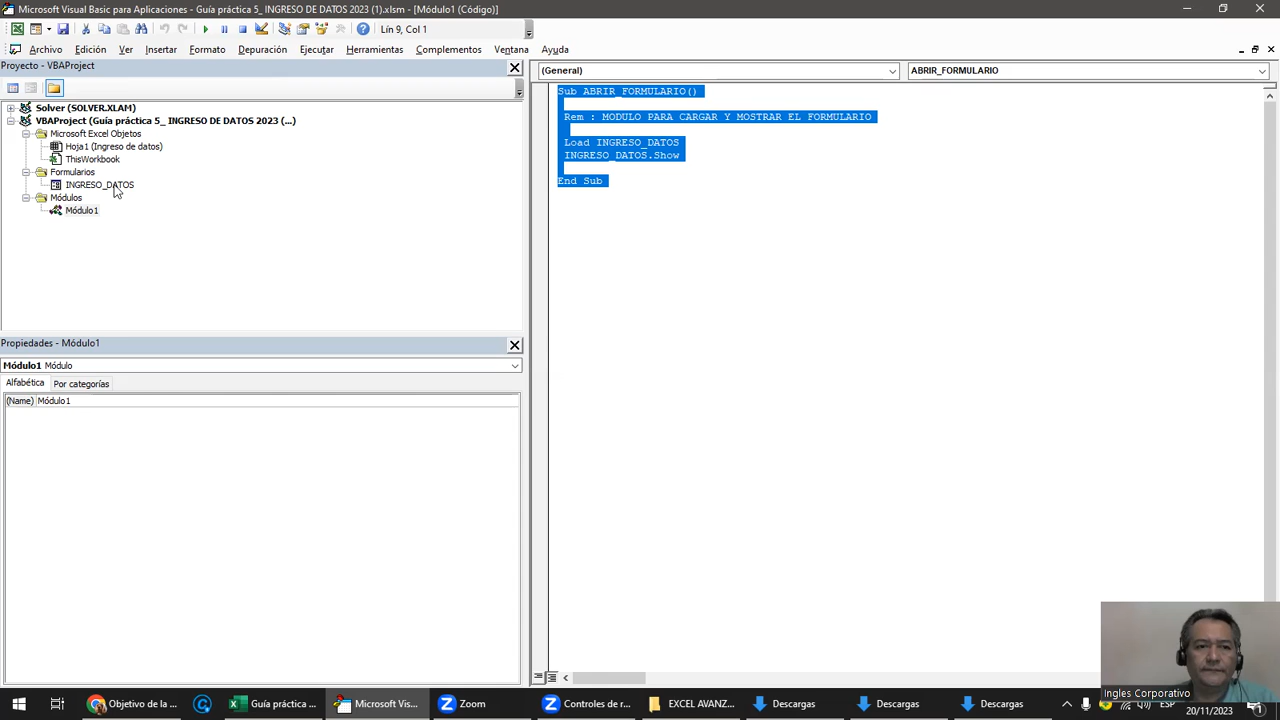 Microsoft Visual Basic para Aplicaciones - Guía práctica 5_ INGRESO DE DATOS 2023 (1).xlsm - [Módulo1 (Código)]
Lín 9, Col 1
Archivo Edición Ver Insertar Formato Depuración Ejecutar Herramientas Complementos Ventana Ayuda
Proyecto - VBAProject
Solver (SOLVER.XLAM)
VBAProject (Guía práctica 5_ INGRESO DE DATOS 2023 (...)
Microsoft Excel Objetos
Hoja1 (Ingreso de datos)
ThisWorkbook
Formularios
INGRESO_DATOS
Módulos
Módulo1
Propiedades - Módulo1
Módulo1 Módulo
Alfabética Por categorías
(Name) Módulo1
(General) ABRIR_FORMULARIO
Sub ABRIR_FORMULARIO()
Rem : MODULO PARA CARGAR Y MOSTRAR EL FORMULARIO
Load INGRESO_DATOS
INGRESO_DATOS.Show
End Sub
Ingles Corporativo
Objetivo de la ... Guía práctica ... Microsoft Vis... Zoom Controles de r... EXCEL AVANZ... Descargas Descargas Descargas ESP
20/11/2023